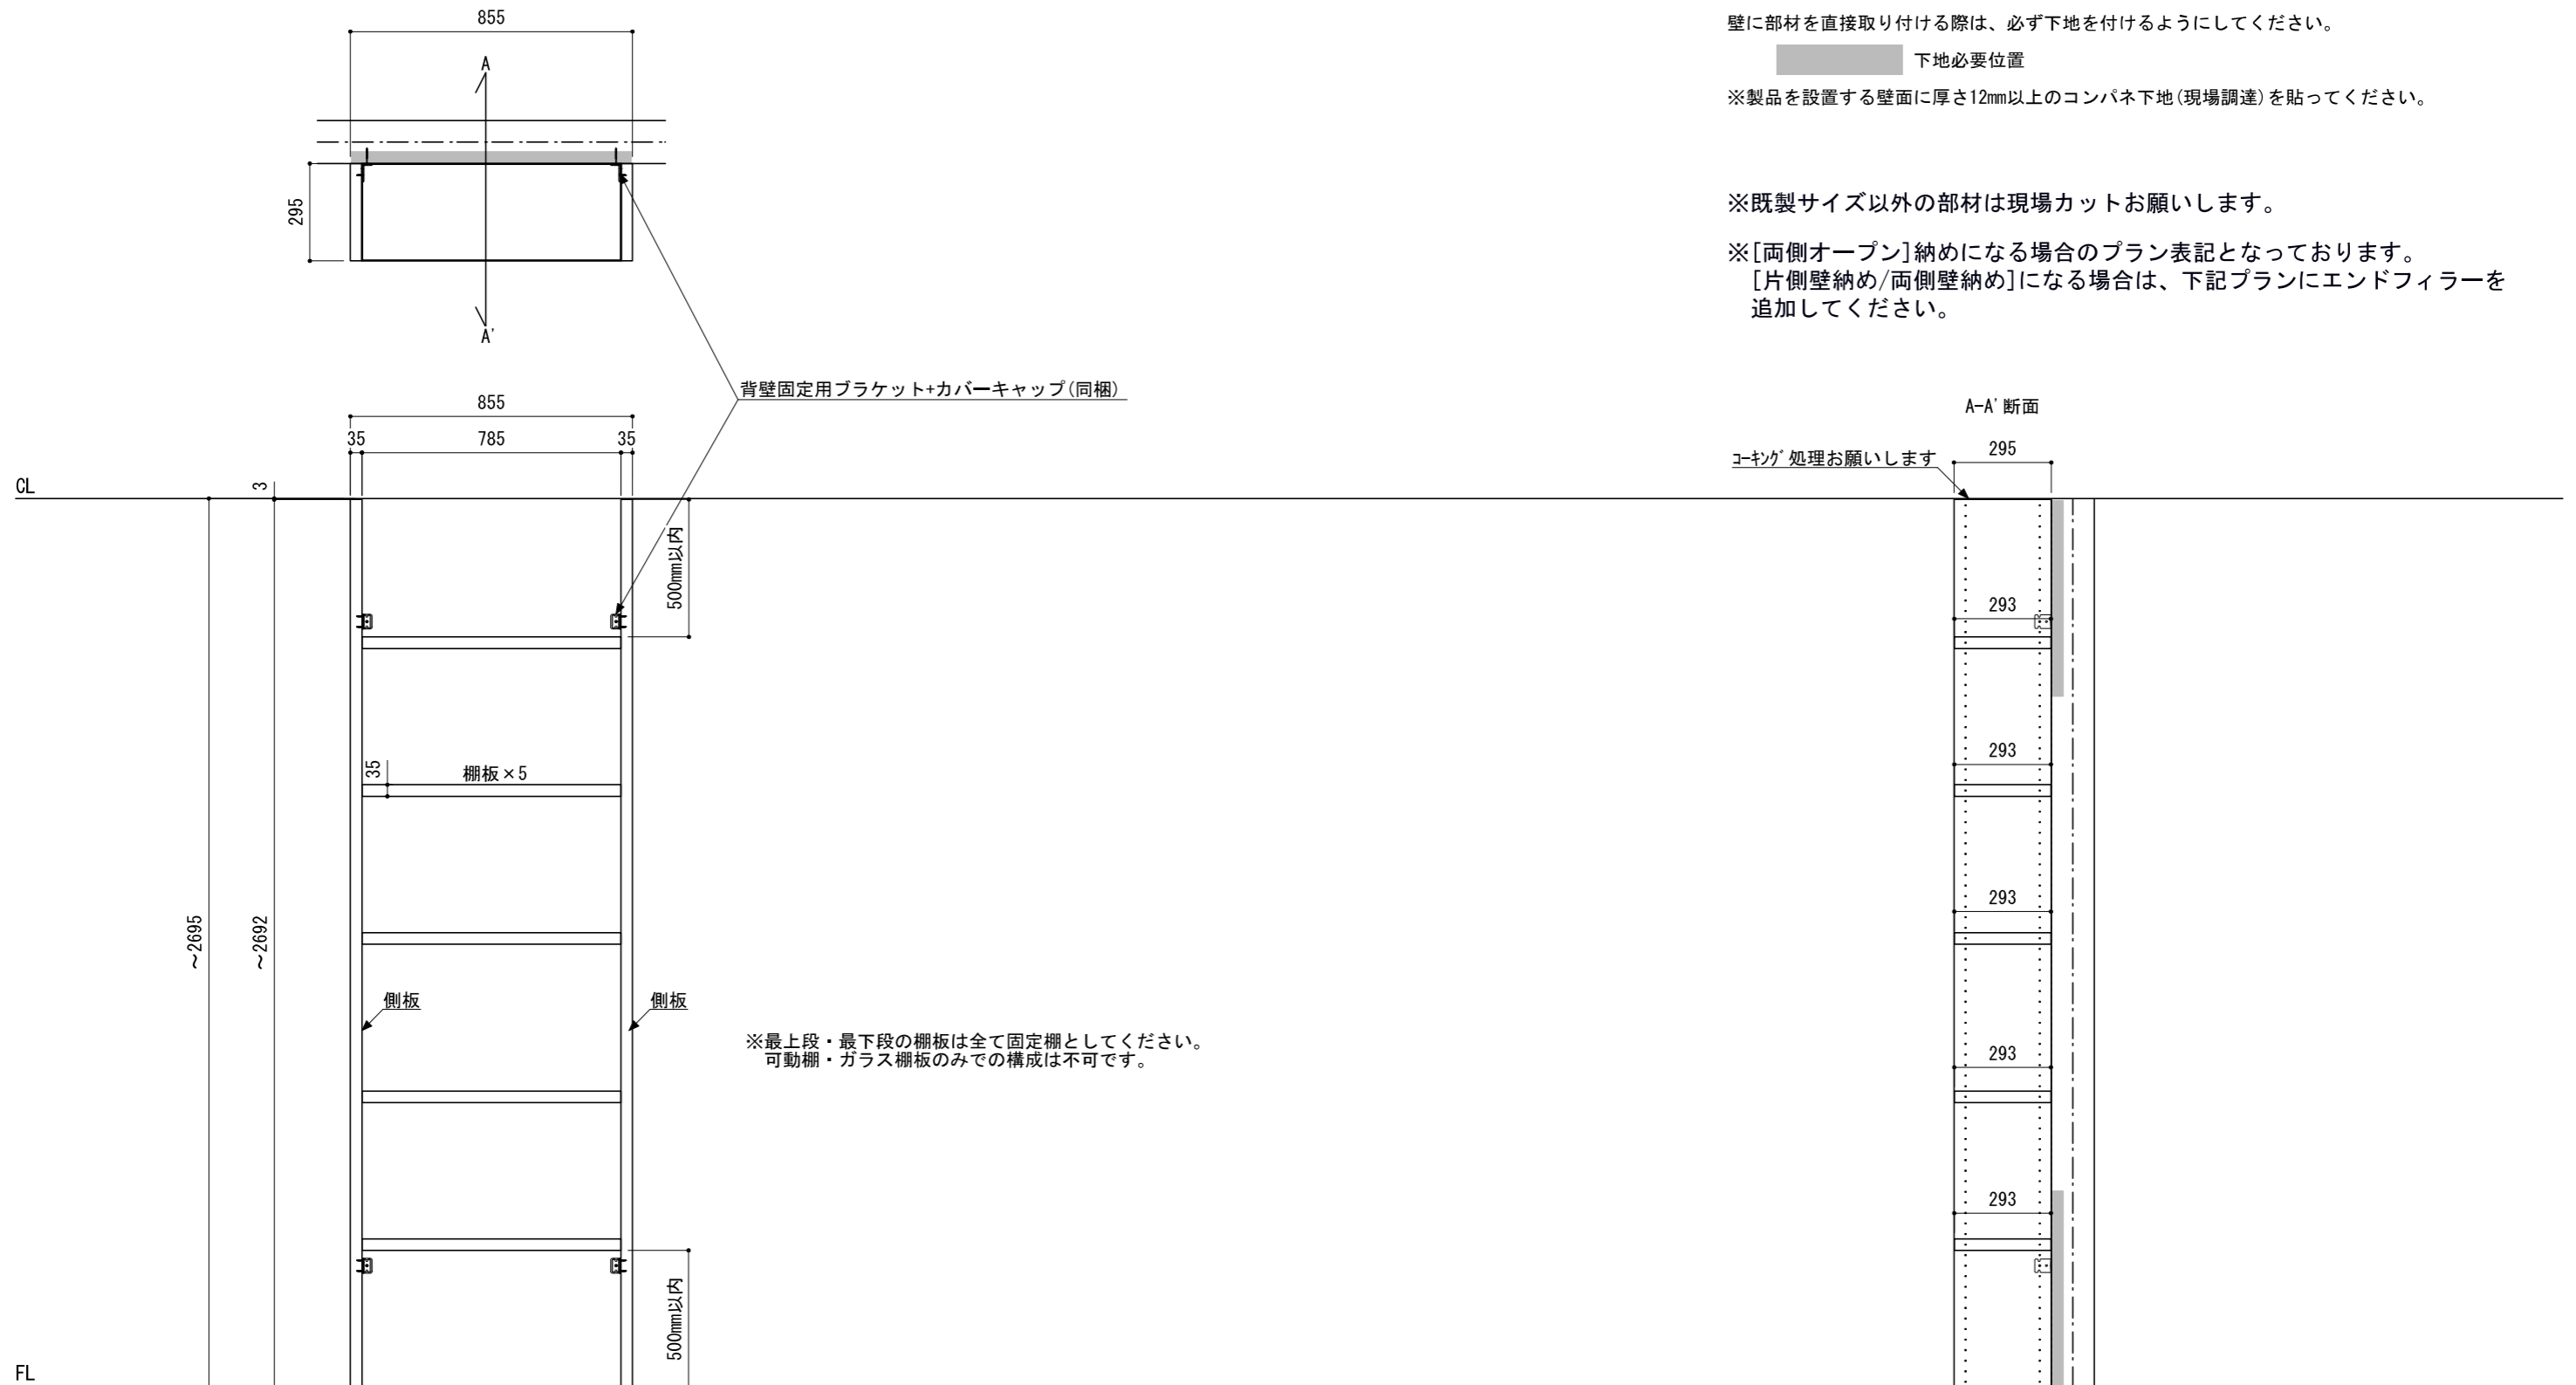 855
A
295
A'
壁に部材を直接取り付ける際は、必ず下地を付けるようにしてください。
下地必要位置
※製品を設置する壁面に厚さ12mm以上のコンパネ下地(現場調達)を貼ってください。
※既製サイズ以外の部材は現場カットお願いします。
※[両側オープン]納めになる場合のプラン表記となっております。
[片側壁納め/両側壁納め]になる場合は、下記プランにエンドフィラーを
追加してください。
背壁固定用ブラケット+カバーキャップ(同梱)
855
35
785
35
CL
3
500mm以内
35
棚板×5
~2695
~2692
側板
側板
※最上段・最下段の棚板は全て固定棚としてください。
可動棚・ガラス棚板のみでの構成は不可です。
500mm以内
FL
A-A'断面
295
ｺｰｷﾝｸﾞ処理お願いします
293
293
293
293
293